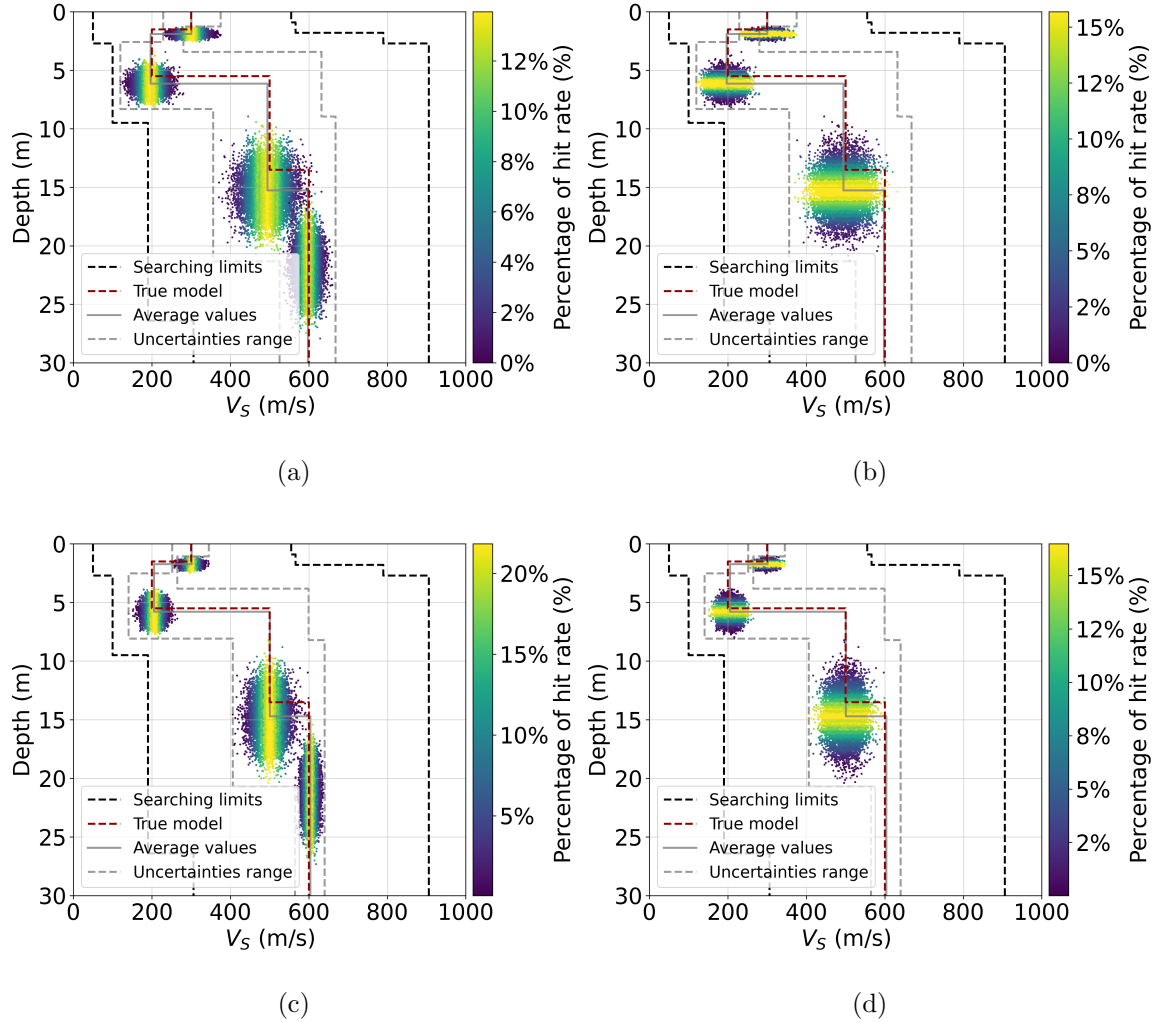 0
5
10
15
20
25
30
Depth (m)
0 200 400 600 800 1000
V_S (m/s)
Searching limits
True model
Average values
Uncertainties range
12%
10%
8%
6%
4%
2%
0%
Percentage of hit rate (%)
(a)
0
5
10
15
20
25
30
Depth (m)
0 200 400 600 800 1000
V_S (m/s)
Searching limits
True model
Average values
Uncertainties range
15%
12%
10%
8%
5%
2%
0%
Percentage of hit rate (%)
(b)
0
5
10
15
20
25
30
Depth (m)
0 200 400 600 800 1000
V_S (m/s)
Searching limits
True model
Average values
Uncertainties range
20%
15%
10%
5%
Percentage of hit rate (%)
(c)
0
5
10
15
20
25
30
Depth (m)
0 200 400 600 800 1000
V_S (m/s)
Searching limits
True model
Average values
Uncertainties range
15%
12%
10%
8%
5%
2%
Percentage of hit rate (%)
(d)